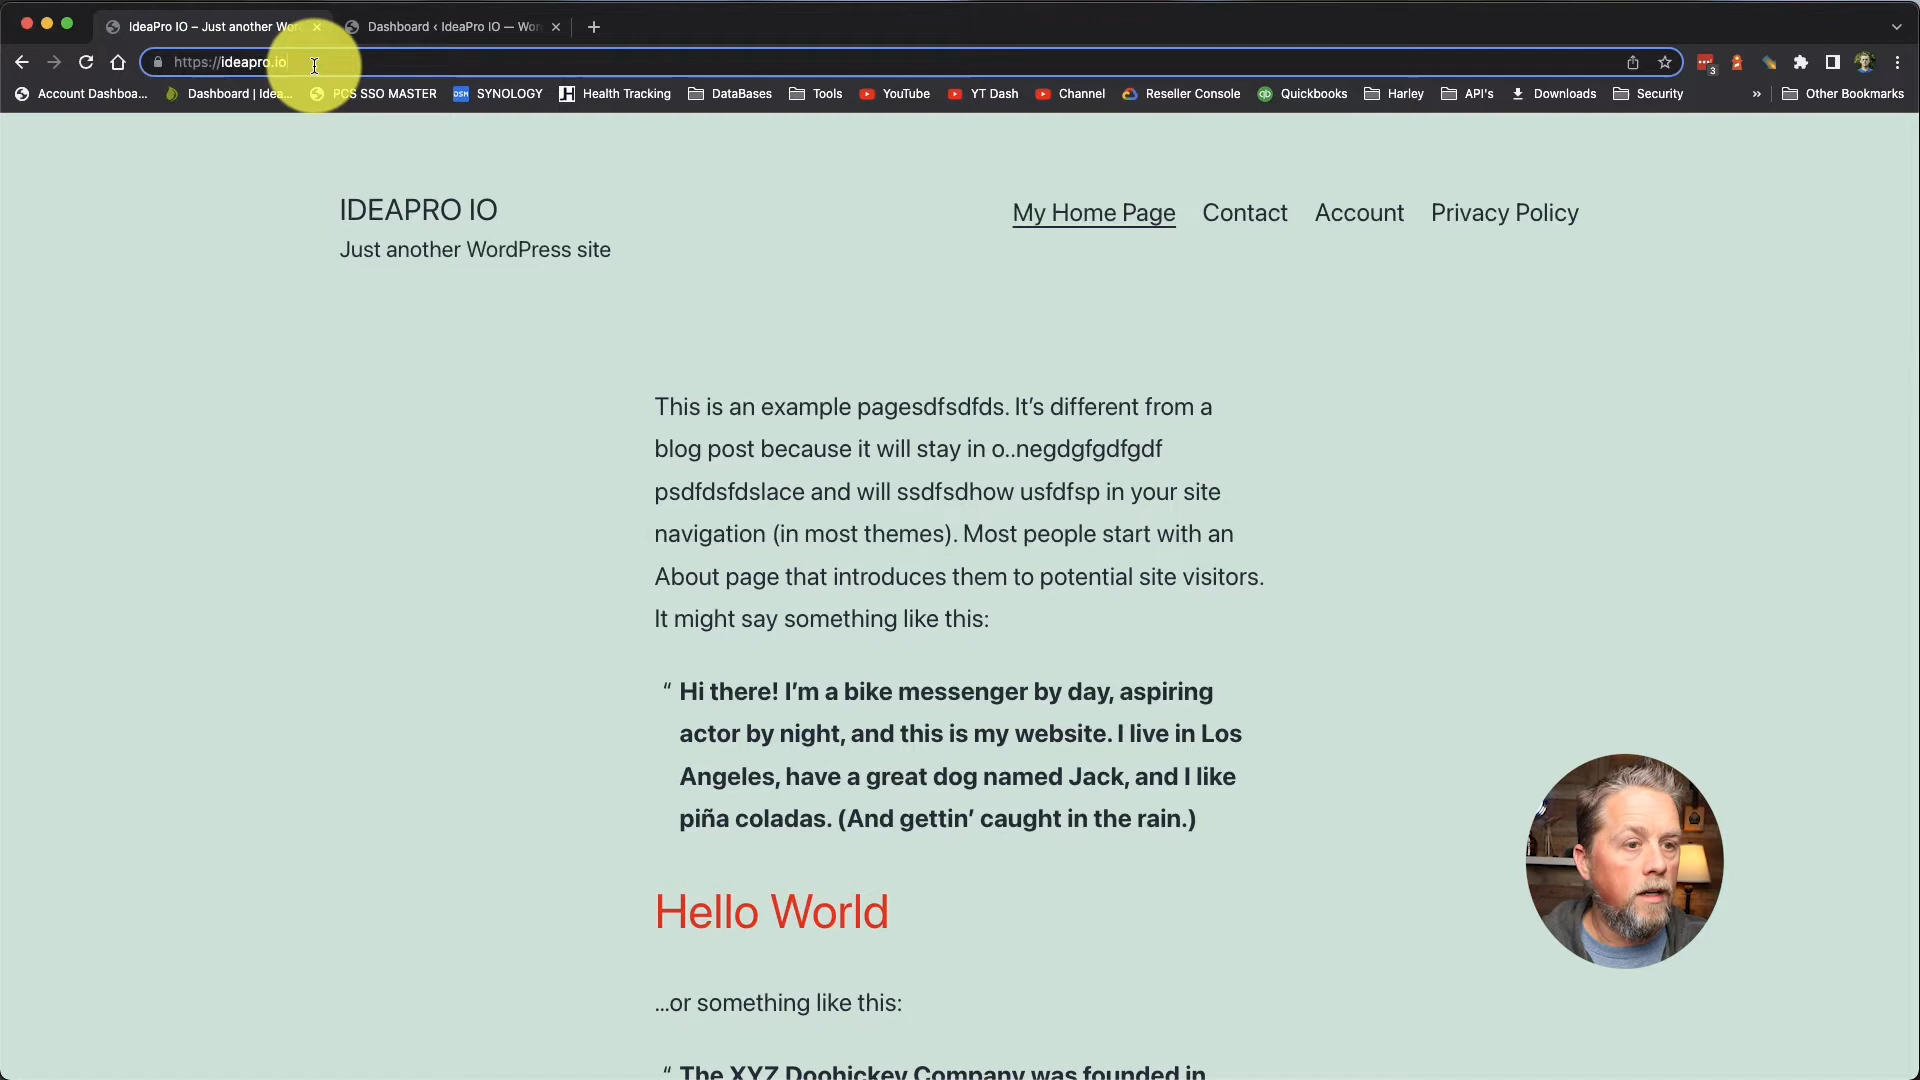 IdeaPro IO – Just another Wor
Dashboard ‹ IdeaPro IO — Wor
https://ideapro.io
Account Dashboa...
Dashboard | Idea...
PCS SSO MASTER
DSM
SYNOLOGY
Health Tracking
DataBases
Tools
YouTube
YT Dash
Channel
Reseller Console
qb
Quickbooks
Harley
API's
Downloads
Security
»
Other Bookmarks
3
IDEAPRO IO
Just another WordPress site
My Home Page
Contact
Account
Privacy Policy
This is an example pagesdfsdfds. It’s different from a
blog post because it will stay in o..negdgfgdfgdf
psdfdsfdslace and will ssdfsdhow usfdfsp in your site
navigation (in most themes). Most people start with an
About page that introduces them to potential site visitors.
It might say something like this:
“ Hi there! I’m a bike messenger by day, aspiring
actor by night, and this is my website. I live in Los
Angeles, have a great dog named Jack, and I like
piña coladas. (And gettin’ caught in the rain.)
Hello World
…or something like this:
“ The XYZ Doohickey Company was founded in